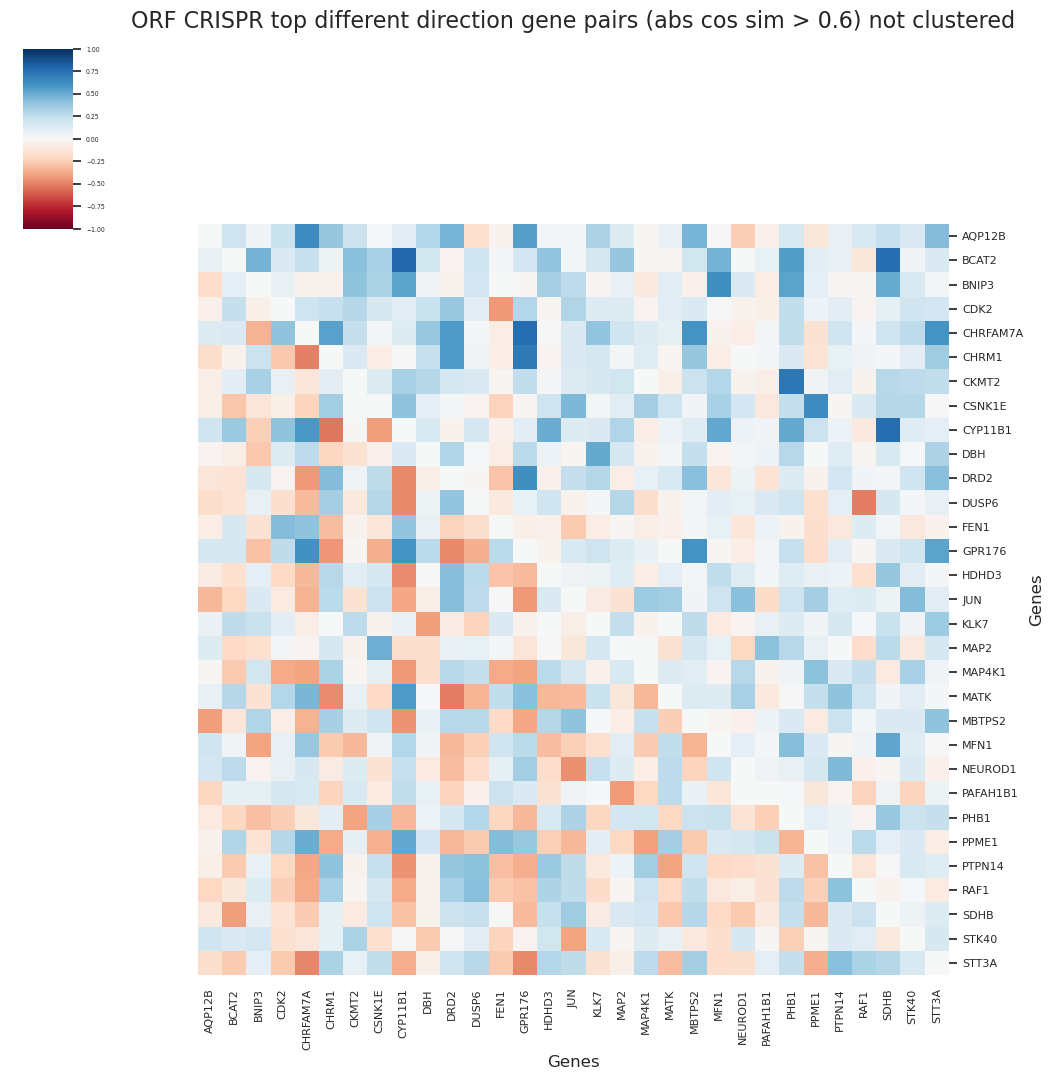 ORF CRISPR top different direction gene pairs (abs cos sim > 0.6) not clustered
1.00
0.75
0.50
0.25
0.00
−0.25
−0.50
−0.75
−1.00
AQP12B
BCAT2
BNIP3
CDK2
CHRFAM7A
CHRM1
CKMT2
CSNK1E
CYP11B1
DBH
DRD2
DUSP6
FEN1
GPR176
HDHD3
JUN
KLK7
MAP2
MAP4K1
MATK
MBTPS2
MFN1
NEUROD1
PAFAH1B1
PHB1
PPME1
PTPN14
RAF1
SDHB
STK40
STT3A
Genes
AQP12B
BCAT2
BNIP3
CDK2
CHRFAM7A
CHRM1
CKMT2
CSNK1E
CYP11B1
DBH
DRD2
DUSP6
FEN1
GPR176
HDHD3
JUN
KLK7
MAP2
MAP4K1
MATK
MBTPS2
MFN1
NEUROD1
PAFAH1B1
PHB1
PPME1
PTPN14
RAF1
SDHB
STK40
STT3A
Genes